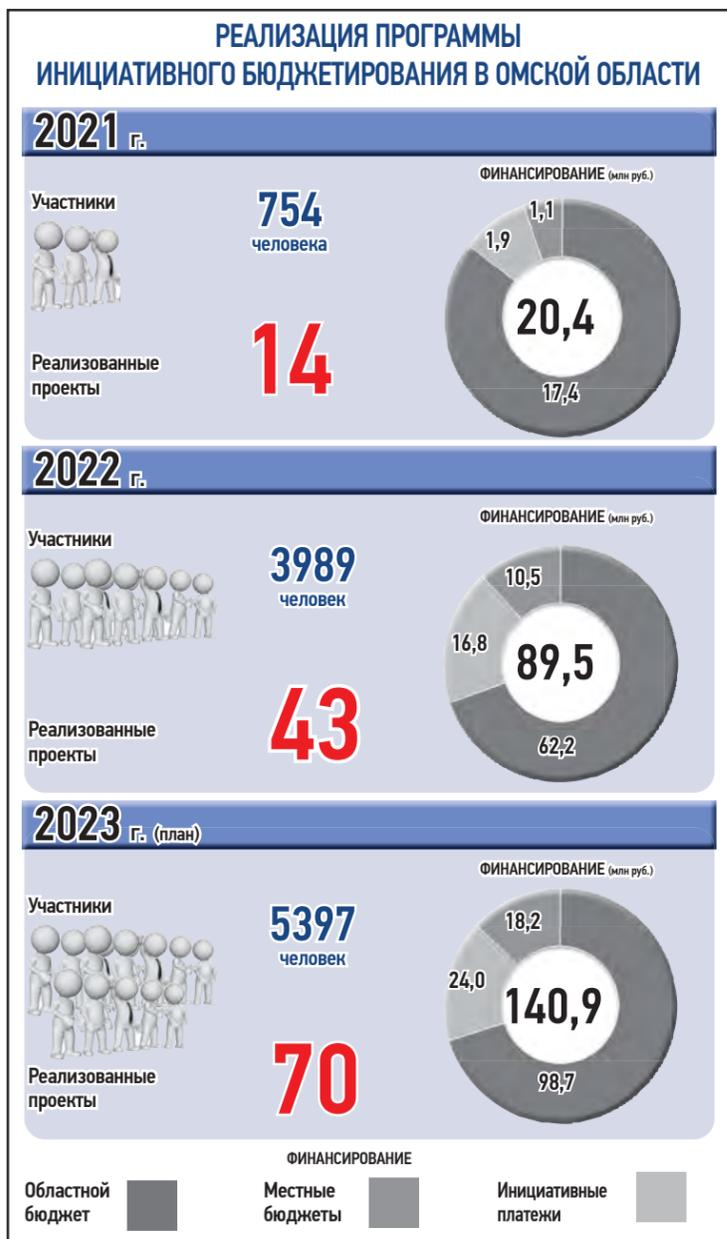 РЕАЛИЗАЦИЯ ПРОГРАММЫ
ИНИЦИАТИВНОГО БЮДЖЕТИРОВАНИЯ В ОМСКОЙ ОБЛАСТИ
2021 г.
Участники
754
человека
Реализованные
проекты
14
ФИНАНСИРОВАНИЕ (млн руб.)
1,1
1,9
20,4
17,4
2022 г.
Участники
3989
человек
Реализованные
проекты
43
ФИНАНСИРОВАНИЕ (млн руб.)
10,5
16,8
89,5
62,2
2023 г. (план)
Участники
5397
человек
Реализованные
проекты
70
ФИНАНСИРОВАНИЕ (млн руб.)
18,2
24,0
140,9
98,7
ФИНАНСИРОВАНИЕ
Областной
бюджет
Местные
бюджеты
Инициативные
платежи